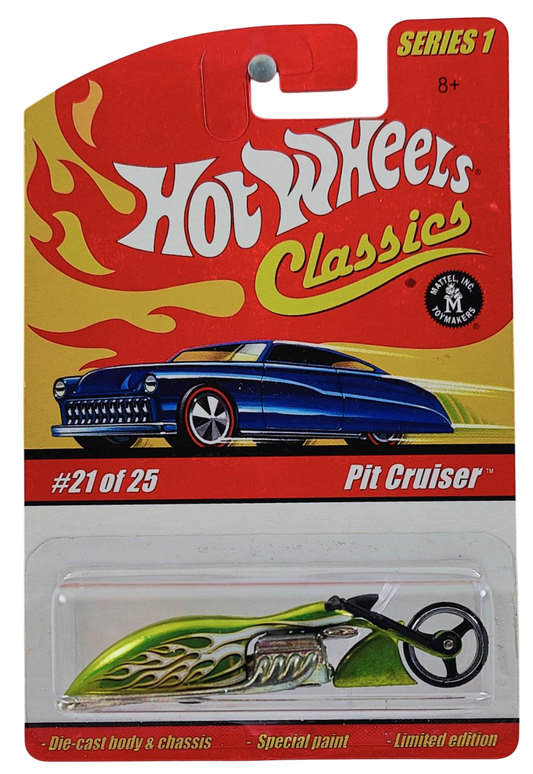 SERIES 1
8+
Hot Wheels®
Classics
MATTEL, INC.
M
TOYMAKERS
#21 of 25
Pit Cruiser™
- Die-cast body & chassis - Special paint - Limited edition